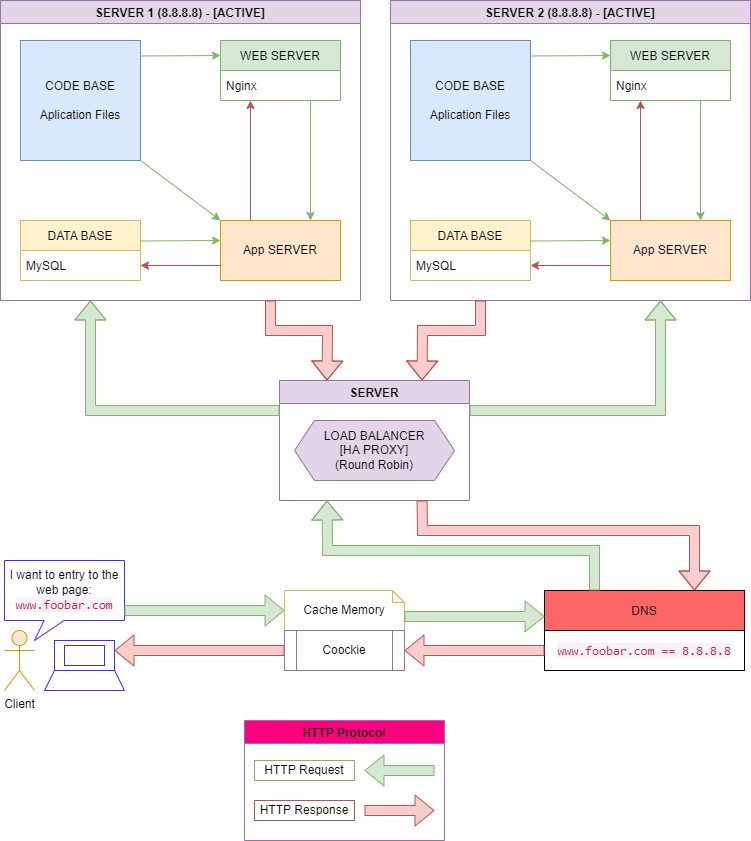 SERVER 1 (8.8.8.8) - [ACTIVE]
CODE BASE
Aplication Files
WEB SERVER
Nginx
DATA BASE
MySQL
App SERVER
SERVER 2 (8.8.8.8) - [ACTIVE]
CODE BASE
Aplication Files
WEB SERVER
Nginx
DATA BASE
MySQL
App SERVER
SERVER
LOAD BALANCER
[HA PROXY]
(Round Robin)
I want to entry to the
web page:
www.foobar.com
Client
Cache Memory
Coockie
DNS
www.foobar.com == 8.8.8.8
HTTP Protocol
HTTP Request
HTTP Response